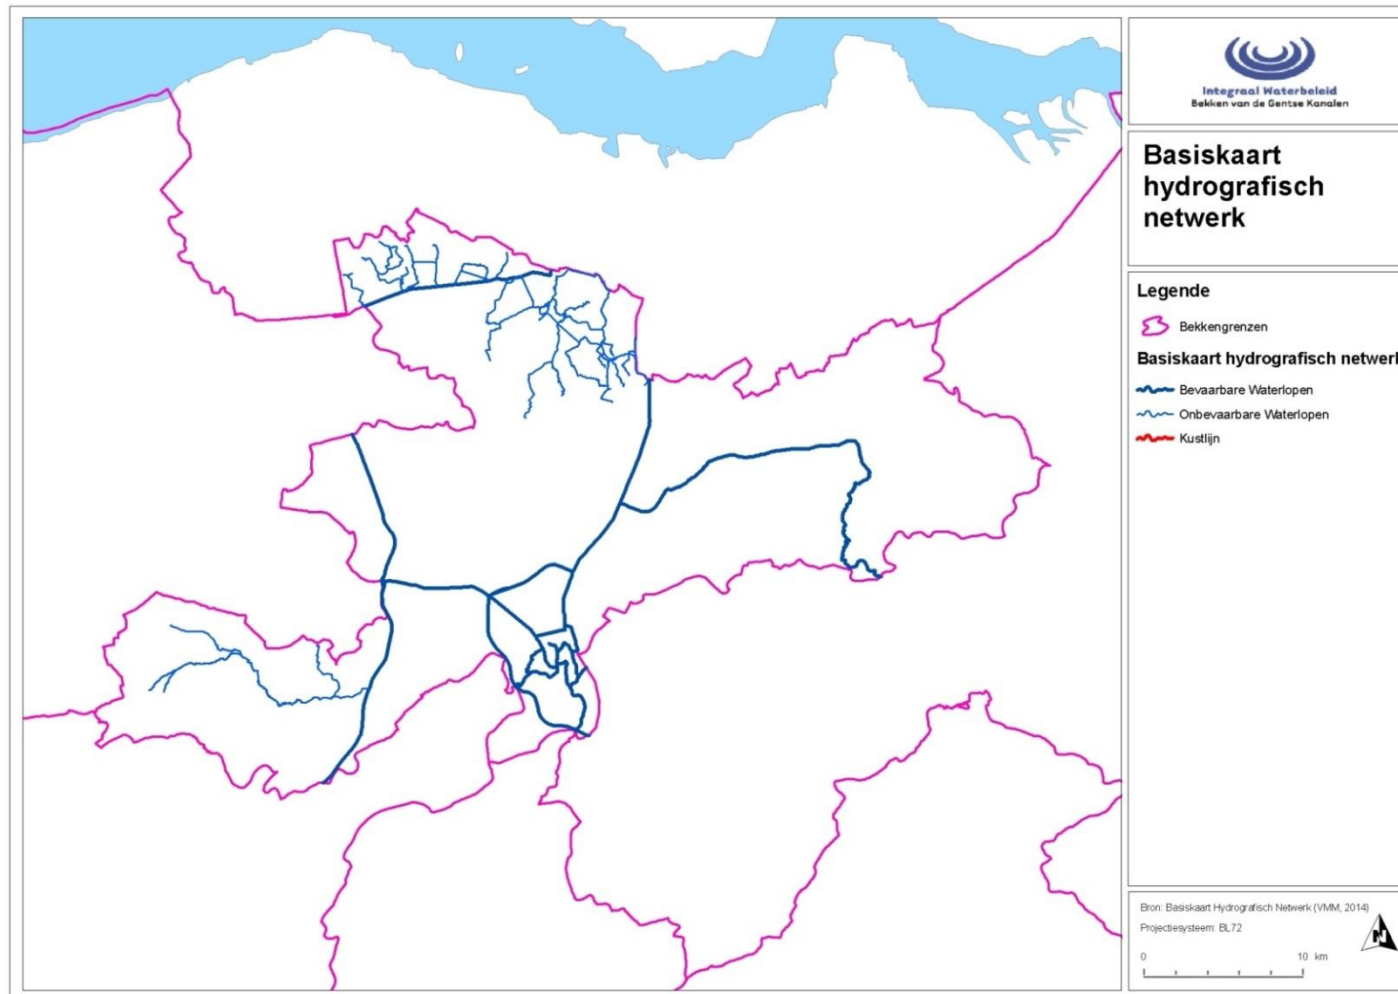 Integraal Waterbeleid
Bekken van de Gentse Kanalen
Basiskaart
hydrografisch
netwerk
Legende
Bekkengrenzen
Basiskaart hydrografisch netwerk
Bevaarbare Waterlopen
Onbevaarbare Waterlopen
Kustlijn
Bron: Basiskaart Hydrografisch Netwerk (VMM, 2014)
Projectiesysteem: BL72
N
0 10 km